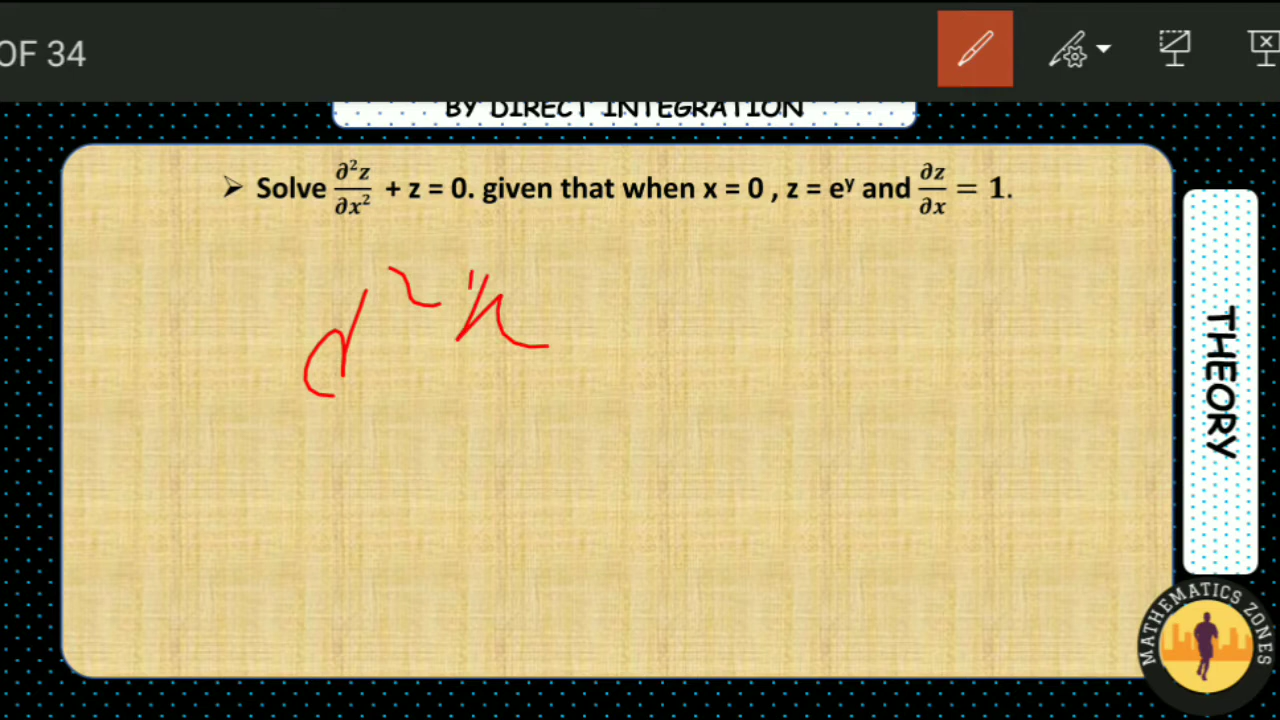 OF 34
BY DIRECT INTEGRATION
➢ Solve ∂²z/∂x² + z = 0. given that when x = 0 , z = eʸ and ∂z/∂x = 1.
d²x
THEORY
MATHEMATICS ZONES